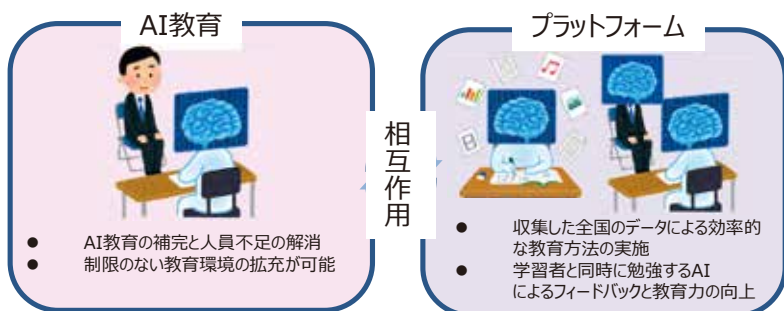 AI教育
● AI教育の補完と人員不足の解消
● 制限のない教育環境の拡充が可能
相互作用
プラットフォーム
● 収集した全国のデータによる効率的
な教育方法の実施
● 学習者と同時に勉強するAI
によるフィードバックと教育力の向上